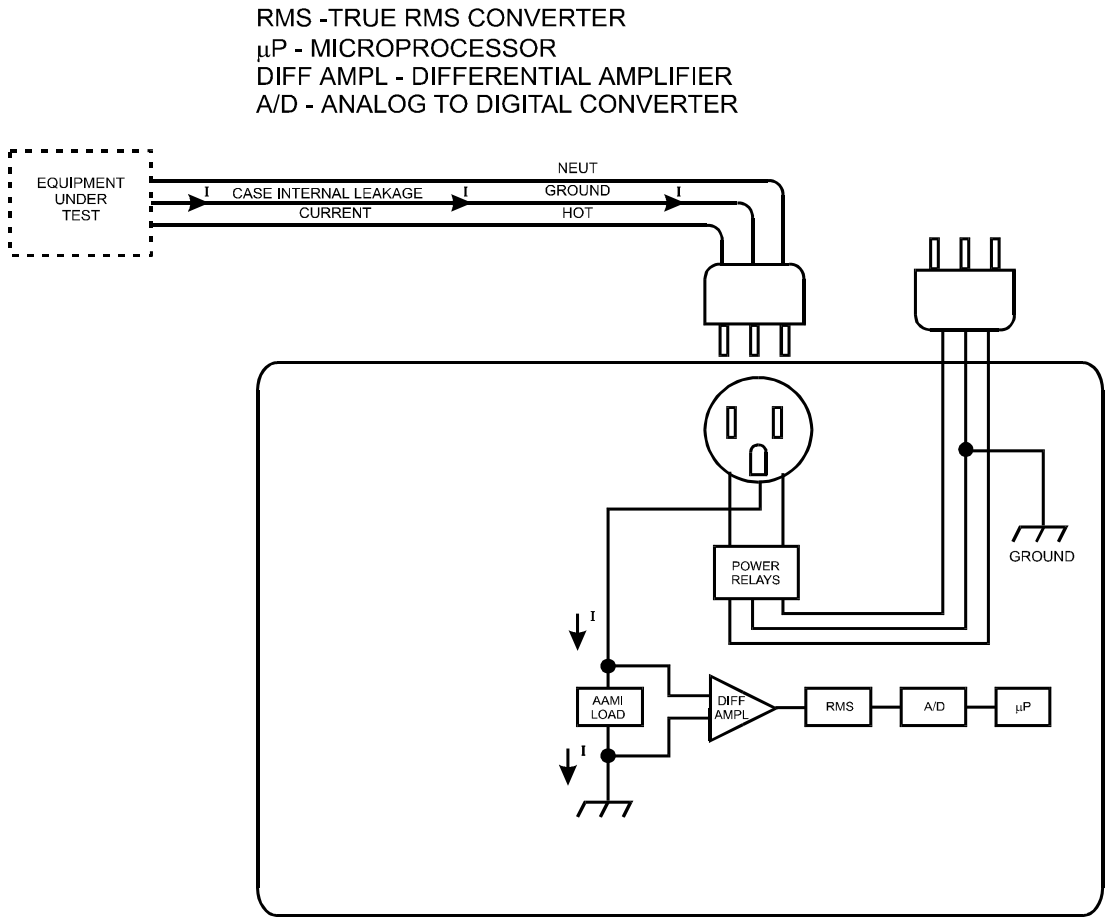 RMS -TRUE RMS CONVERTER
μP - MICROPROCESSOR
DIFF AMPL - DIFFERENTIAL AMPLIFIER
A/D - ANALOG TO DIGITAL CONVERTER
NEUT
EQUIPMENT
UNDER
TEST
I
CASE INTERNAL LEAKAGE
I
GROUND
I
CURRENT
HOT
GROUND
POWER
RELAYS
I
AAMI
LOAD
DIFF
AMPL
RMS
A/D
μP
I